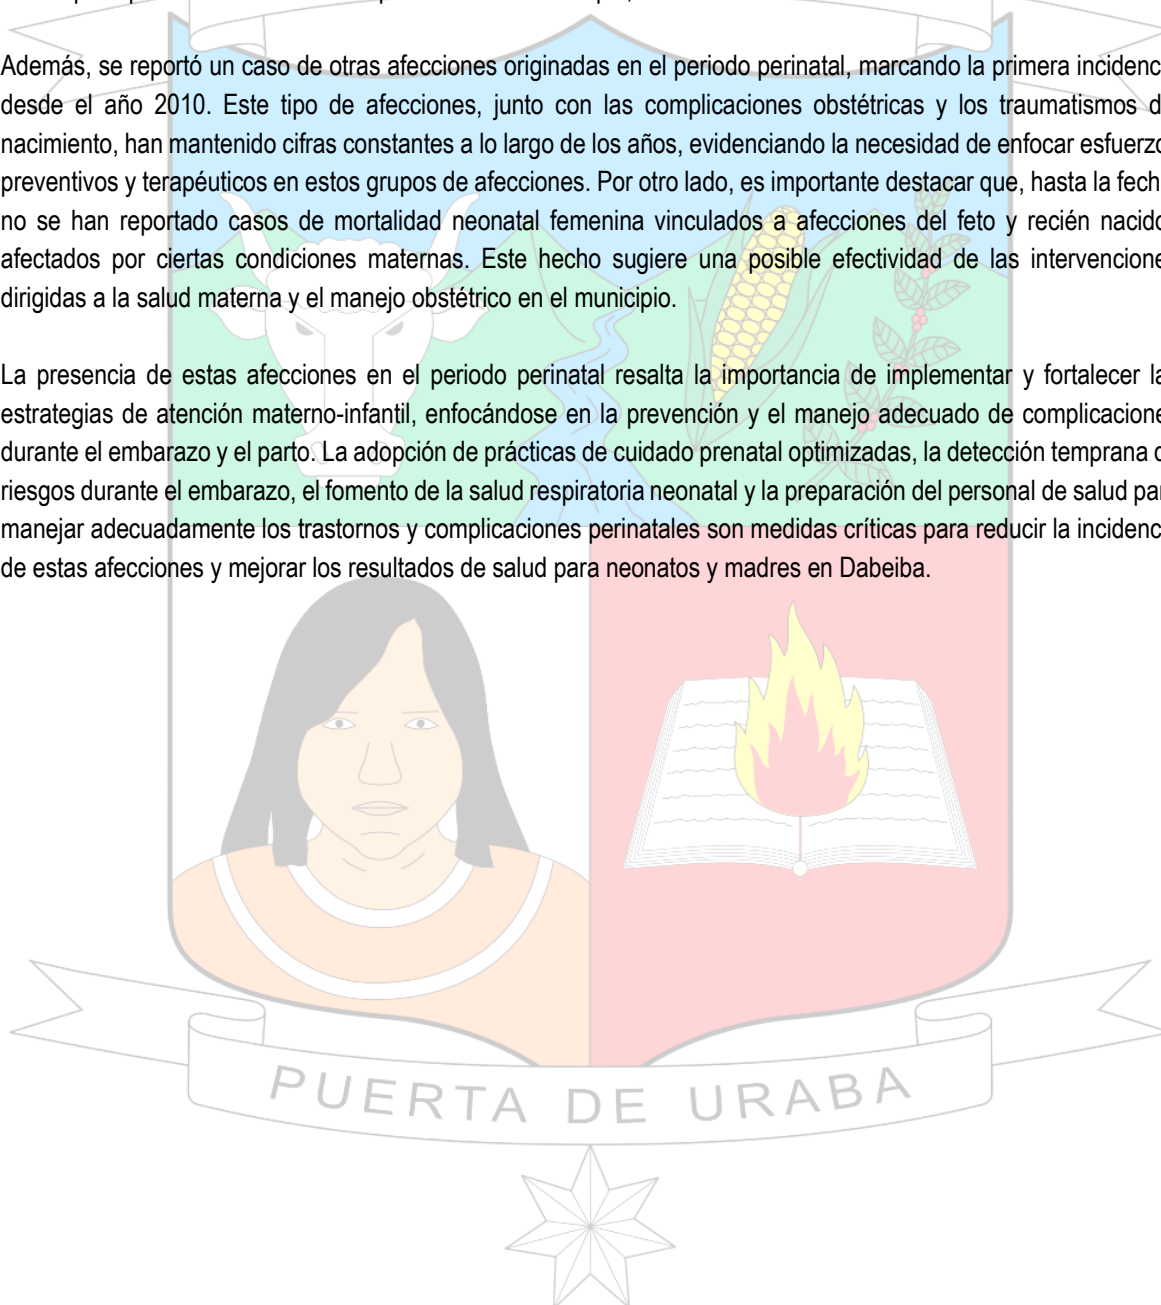 Además, se reportó un caso de otras afecciones originadas en el periodo perinatal, marcando la primera incidenc
desde el año 2010. Este tipo de afecciones, junto con las complicaciones obstétricas y los traumatismos d
nacimiento, han mantenido cifras constantes a lo largo de los años, evidenciando la necesidad de enfocar esfuerzo
preventivos y terapéuticos en estos grupos de afecciones. Por otro lado, es importante destacar que, hasta la fech
no se han reportado casos de mortalidad neonatal femenina vinculados a afecciones del feto y recién nacido
afectados por ciertas condiciones maternas. Este hecho sugiere una posible efectividad de las intervencione
dirigidas a la salud materna y el manejo obstétrico en el municipio.
La presencia de estas afecciones en el periodo perinatal resalta la importancia de implementar y fortalecer la
estrategias de atención materno-infantil, enfocándose en la prevención y el manejo adecuado de complicacione
durante el embarazo y el parto. La adopción de prácticas de cuidado prenatal optimizadas, la detección temprana d
riesgos durante el embarazo, el fomento de la salud respiratoria neonatal y la preparación del personal de salud par
manejar adecuadamente los trastornos y complicaciones perinatales son medidas críticas para reducir la incidenc
de estas afecciones y mejorar los resultados de salud para neonatos y madres en Dabeiba.
PUERTA DE URABA